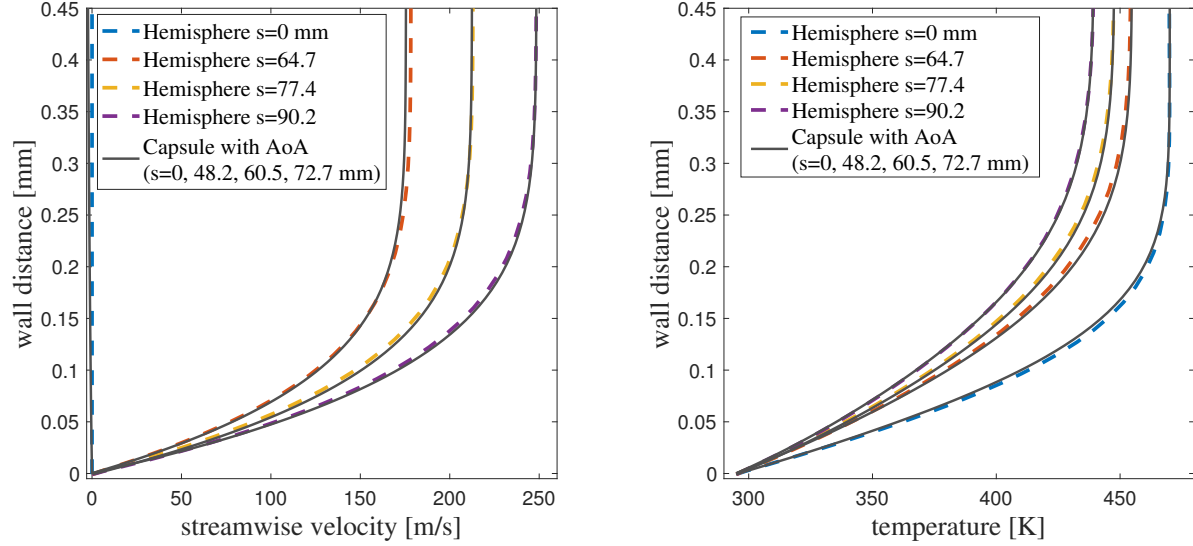 0.45
0.4
0.35
0.3
0.25
0.2
0.15
0.1
0.05
0
wall distance [mm]
Hemisphere s=0 mm
Hemisphere s=64.7
Hemisphere s=77.4
Hemisphere s=90.2
Capsule with AoA
(s=0, 48.2, 60.5, 72.7 mm)
0 50 100 150 200 250
streamwise velocity [m/s]
0.45
0.4
0.35
0.3
0.25
0.2
0.15
0.1
0.05
0
wall distance [mm]
Hemisphere s=0 mm
Hemisphere s=64.7
Hemisphere s=77.4
Hemisphere s=90.2
Capsule with AoA
(s=0, 48.2, 60.5, 72.7 mm)
300 350 400 450
temperature [K]